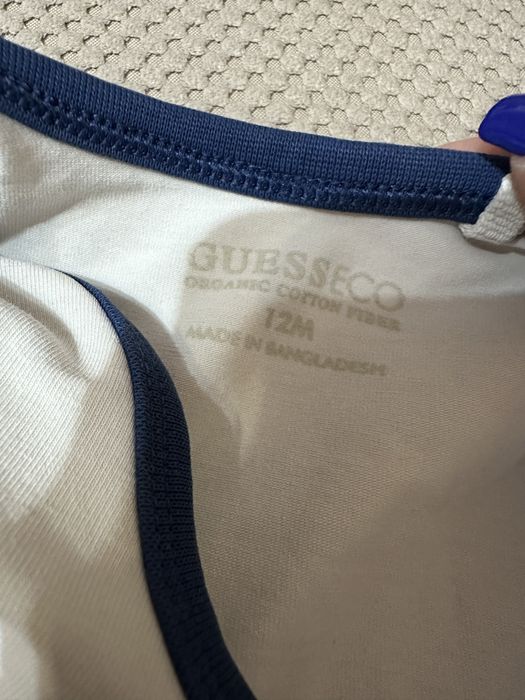 GUESSECO
ORGANIC COTTON FIBER
12M
MADE IN BANGLADESH